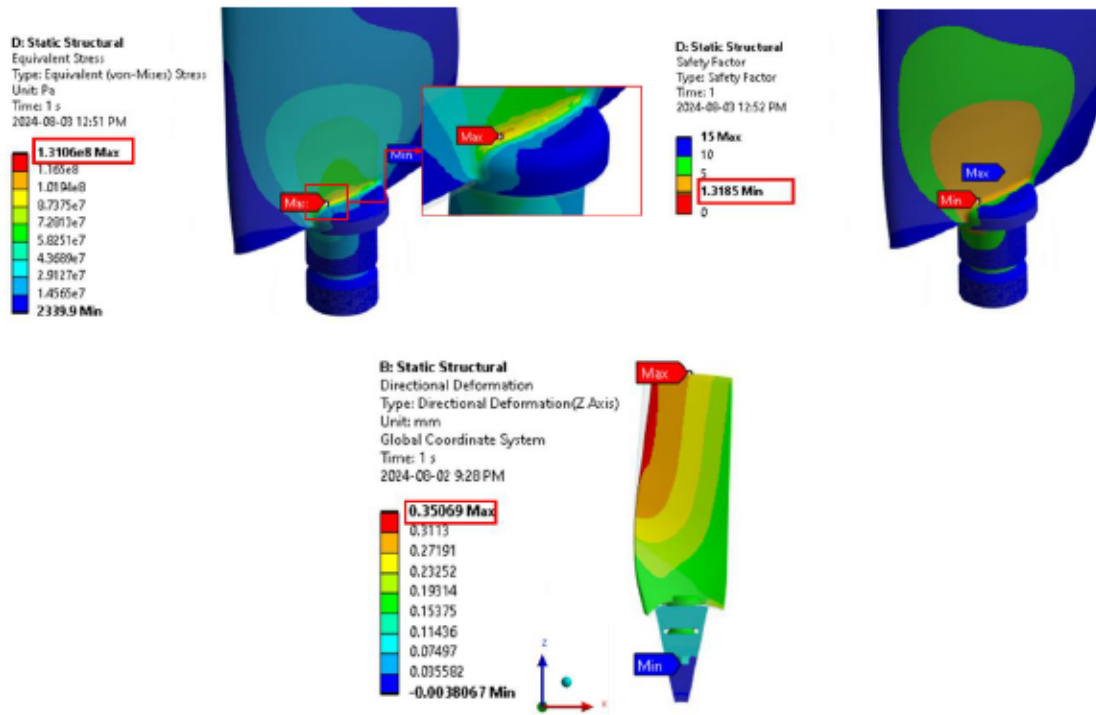 D: Static Structural
Equivalent Stress
Type: Equivalent (von-Mises) Stress
Unit: Pa
Time: 1 s
2024-08-03 12:51 PM
1.3106e8 Max
1.165e8
1.0194e8
8.7375e7
7.2813e7
5.8251e7
4.3689e7
2.9127e7
1.4565e7
2339.9 Min
Max
Min
Max
D: Static Structural
Safety Factor
Type: Safety Factor
Time: 1
2024-08-03 12:52 PM
15 Max
10
5
1.3185 Min
0
Max
Min
B: Static Structural
Directional Deformation
Type: Directional Deformation(Z Axis)
Unit: mm
Global Coordinate System
Time: 1 s
2024-08-02 9:28 PM
0.35069 Max
0.3113
0.27191
0.23252
0.19314
0.15375
0.11436
0.07497
0.035582
-0.0038067 Min
Max
Min
Z
X